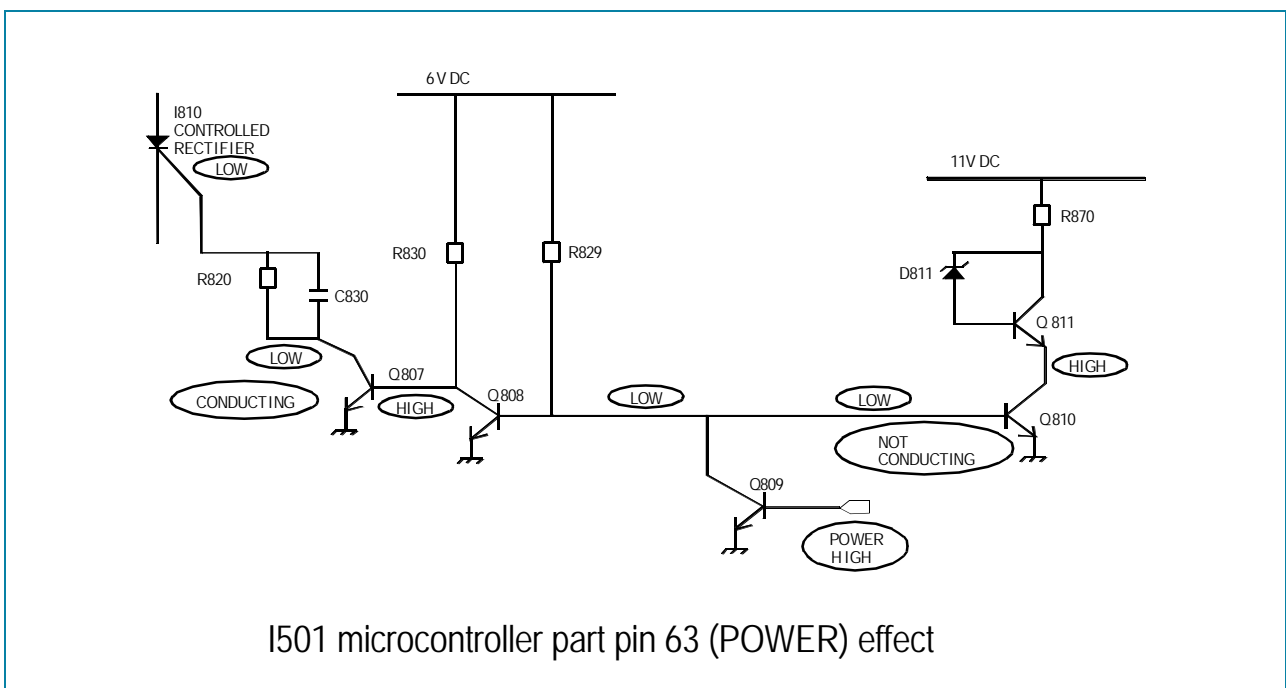 6 V DC
I810
CONTROLLED
RECTIFIER
LOW
11V DC
R870
R830
R829
R820
D811
C830
Q 811
LOW
HIGH
Q807
Q808
CONDUCTING
HIGH
LOW
LOW
Q810
NOT
CONDUCTING
Q809
POWER
HIGH
I501 microcontroller part pin 63 (POWER) effect